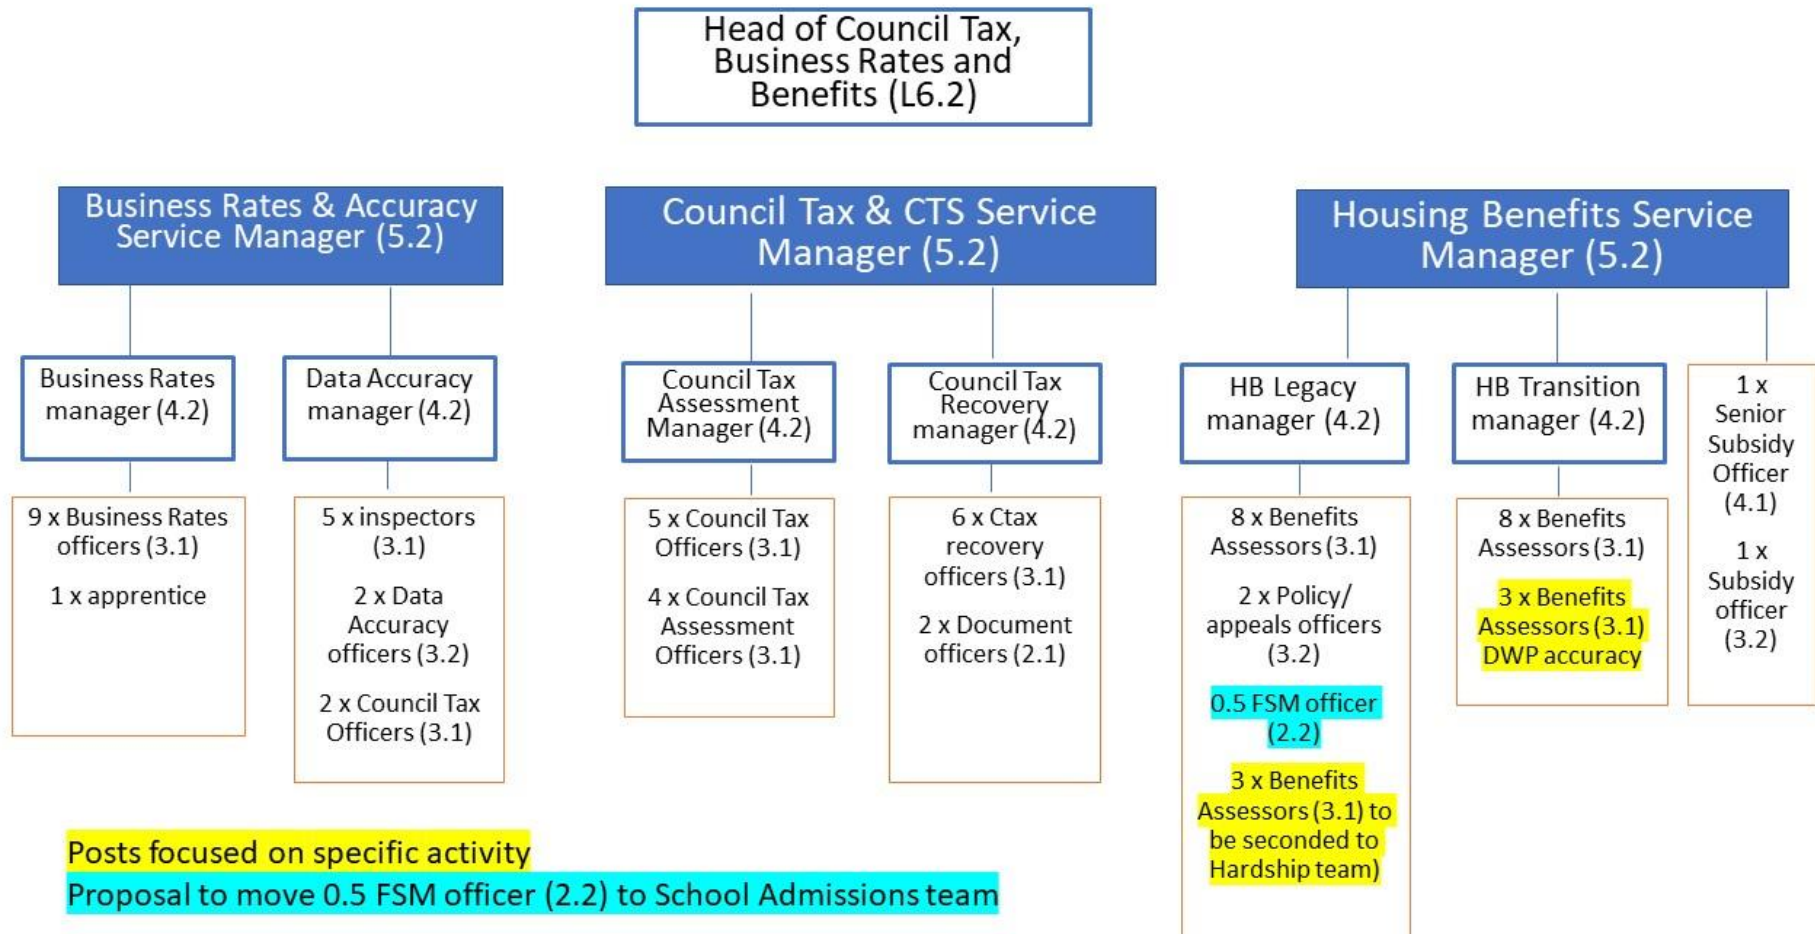 Head of Council Tax,
Business Rates and
Benefits (L6.2)
Business Rates & Accuracy
Service Manager (5.2)
Council Tax & CTS Service
Manager (5.2)
Housing Benefits Service
Manager (5.2)
Business Rates
manager (4.2)
Data Accuracy
manager (4.2)
Council Tax
Assessment
Manager (4.2)
Council Tax
Recovery
manager (4.2)
HB Legacy
manager (4.2)
HB Transition
manager (4.2)
1 x
Senior
Subsidy
Officer
(4.1)
1 x
Subsidy
officer
(3.2)
9 x Business Rates
officers (3.1)
1 x apprentice
5 x inspectors
(3.1)
2 x Data
Accuracy
officers (3.2)
2 x Council Tax
Officers (3.1)
5 x Council Tax
Officers (3.1)
4 x Council Tax
Assessment
Officers (3.1)
6 x Ctax
recovery
officers (3.1)
2 x Document
officers (2.1)
8 x Benefits
Assessors (3.1)
2 x Policy/
appeals officers
(3.2)
0.5 FSM officer
(2.2)
3 x Benefits
Assessors (3.1) to
be seconded to
Hardship team)
8 x Benefits
Assessors (3.1)
3 x Benefits
Assessors (3.1)
DWP accuracy
Posts focused on specific activity
Proposal to move 0.5 FSM officer (2.2) to School Admissions team